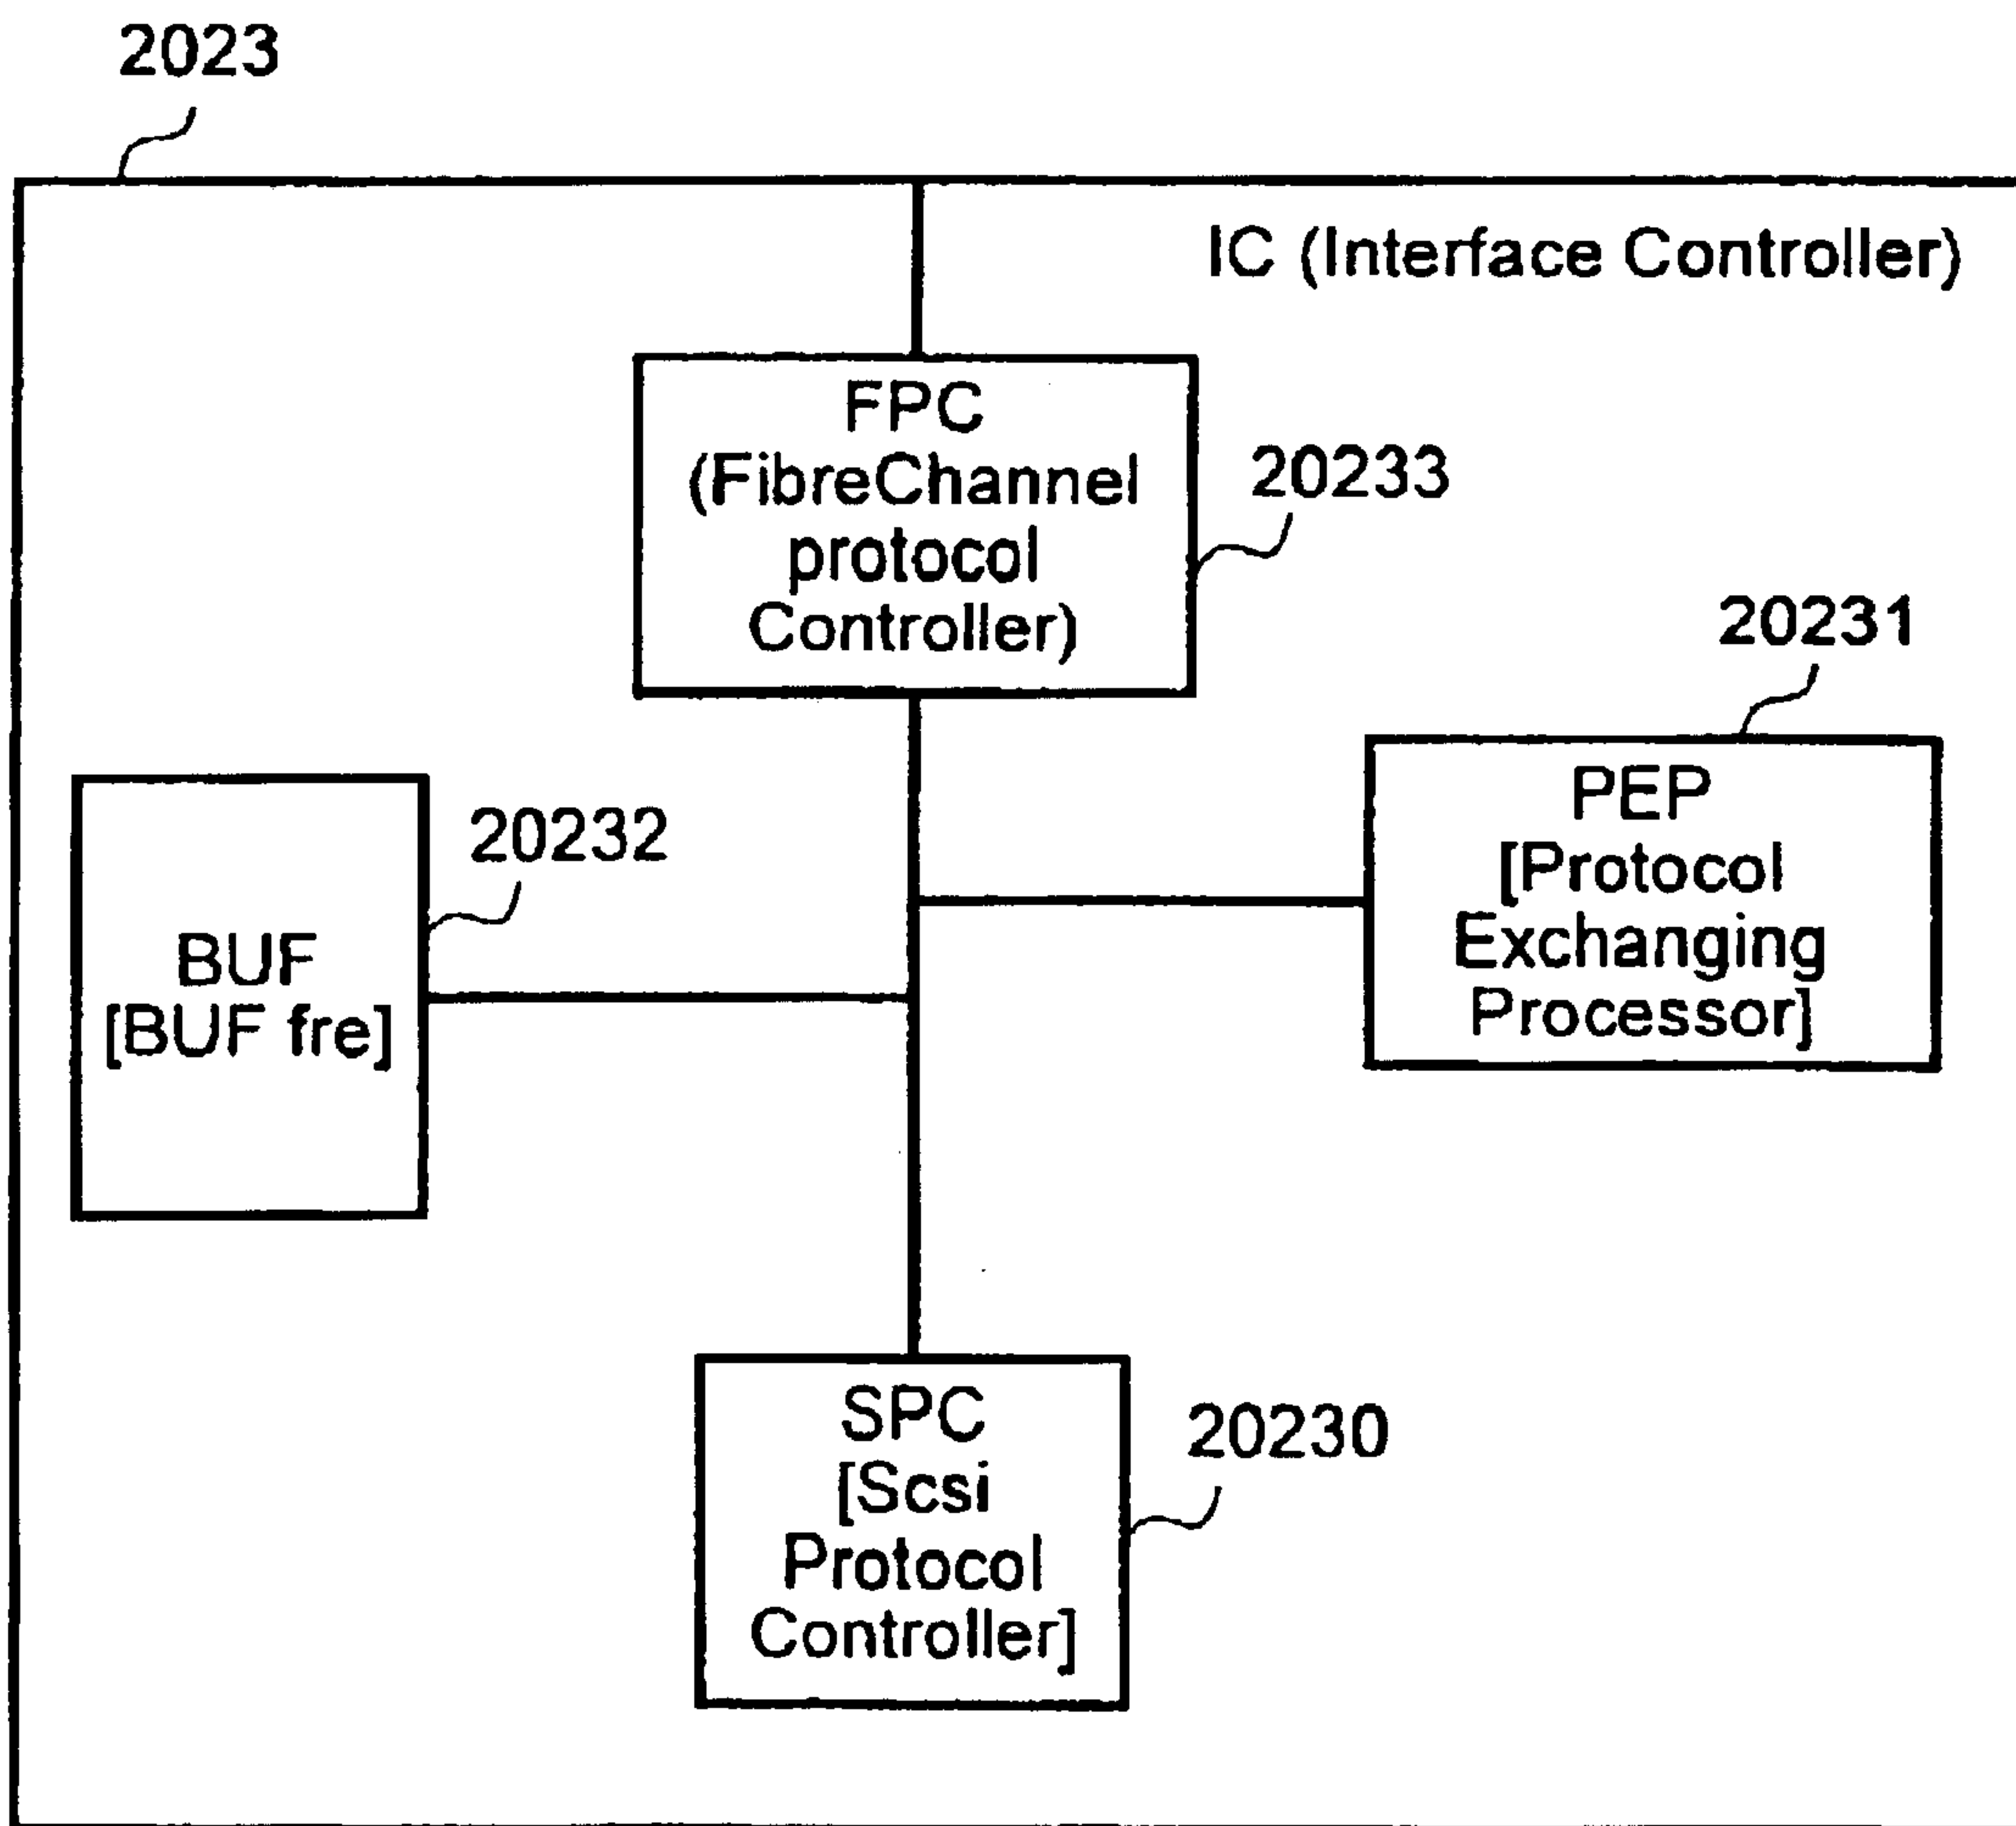 2023
IC (Interface Controller)
FPC
(FibreChannel
protocol
Controller)
20233
20231
PEP
[Protocol
Exchanging
Processor]
20232
BUF
[BUF fre]
SPC
[Scsi
Protocol
Controller]
20230